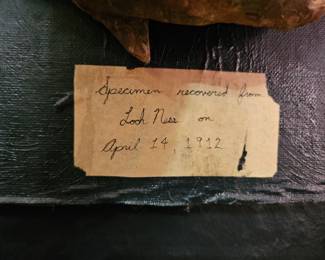 Specimen recovered from
Loch Ness on
April 14, 1912